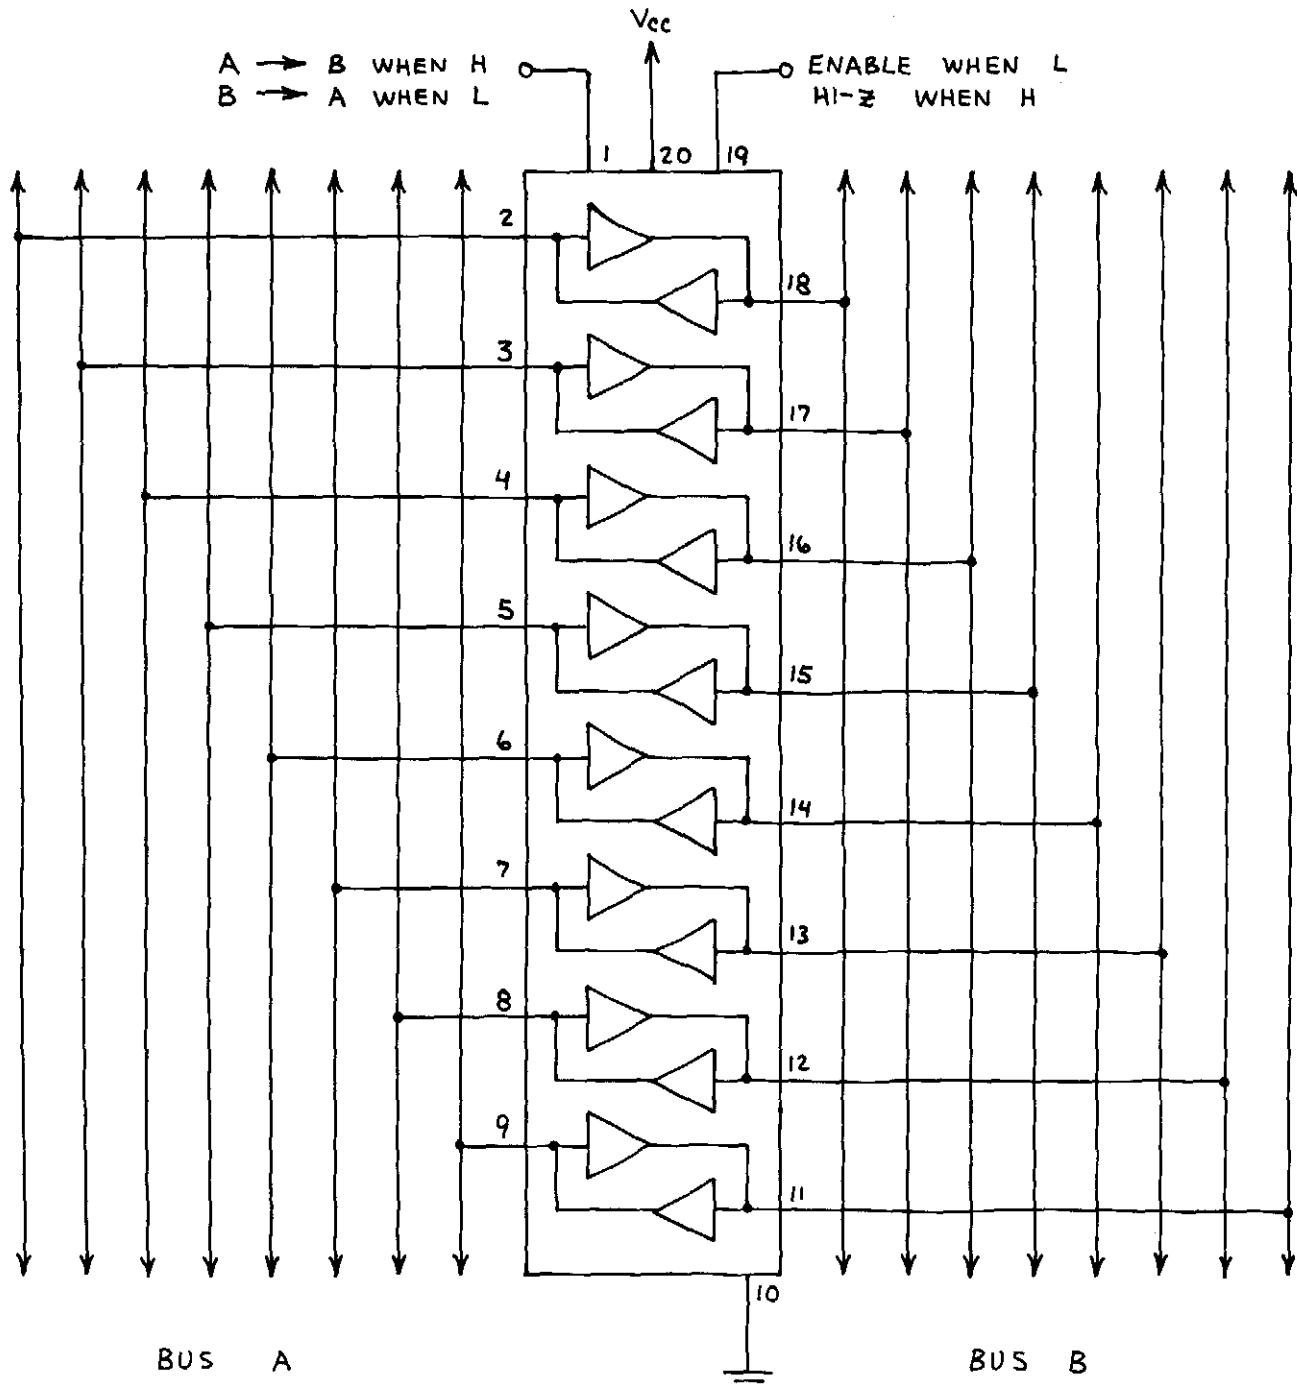 Vcc
A → B WHEN H
B → A WHEN L
ENABLE WHEN L
HI-Z WHEN H
1
20
19
2
18
3
17
4
16
5
15
6
14
7
13
8
12
9
11
10
BUS A
BUS B